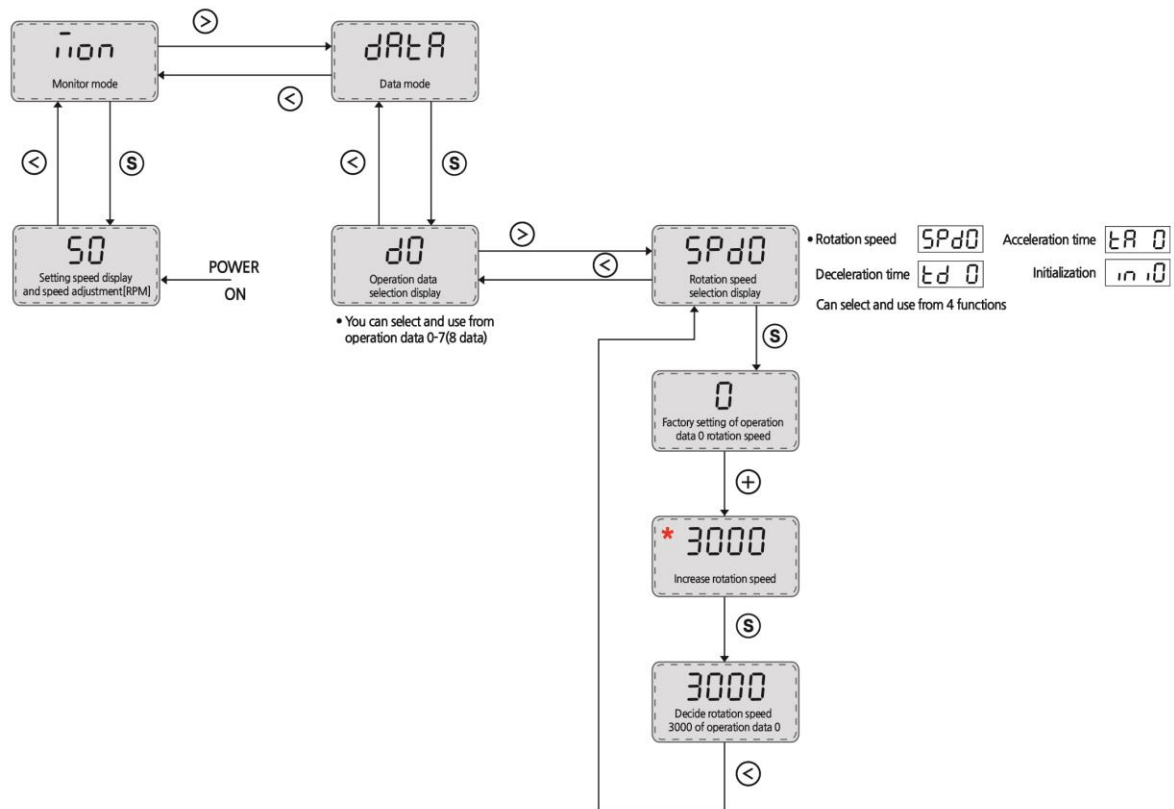 >
mon
Monitor mode
dAtA
Data mode
<
<
S
<
S
S0
Setting speed display
and speed adjustment[RPM]
POWER
ON
d0
Operation data
selection display
• You can select and use from
operation data 0-7(8 data)
>
<
SPd0
Rotation speed
selection display
• Rotation speed SPd0 Acceleration time tA 0
Deceleration time td 0 Initialization ini0
Can select and use from 4 functions
S
0
Factory setting of operation
data 0 rotation speed
+
* 3000
Increase rotation speed
S
3000
Decide rotation speed
3000 of operation data 0
<